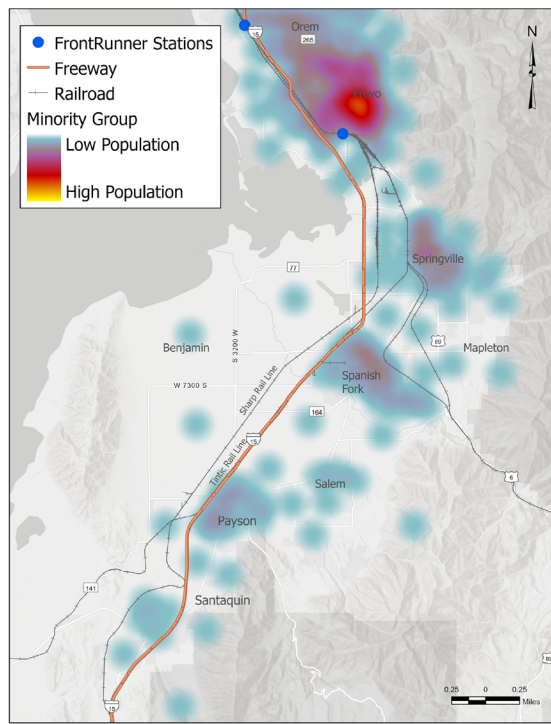 FrontRunner Stations
Freeway
Railroad
Minority Group
Low Population
High Population
N
Orem
15
265
Provo
Springville
77
S 3200 W
89
Benjamin
Mapleton
W 7300 S
Spanish
Fork
Sharp Rail Line
164
15
Tintic Rail Line
6
Salem
Payson
141
Santaquin
15
0.25
0
0.25
Miles